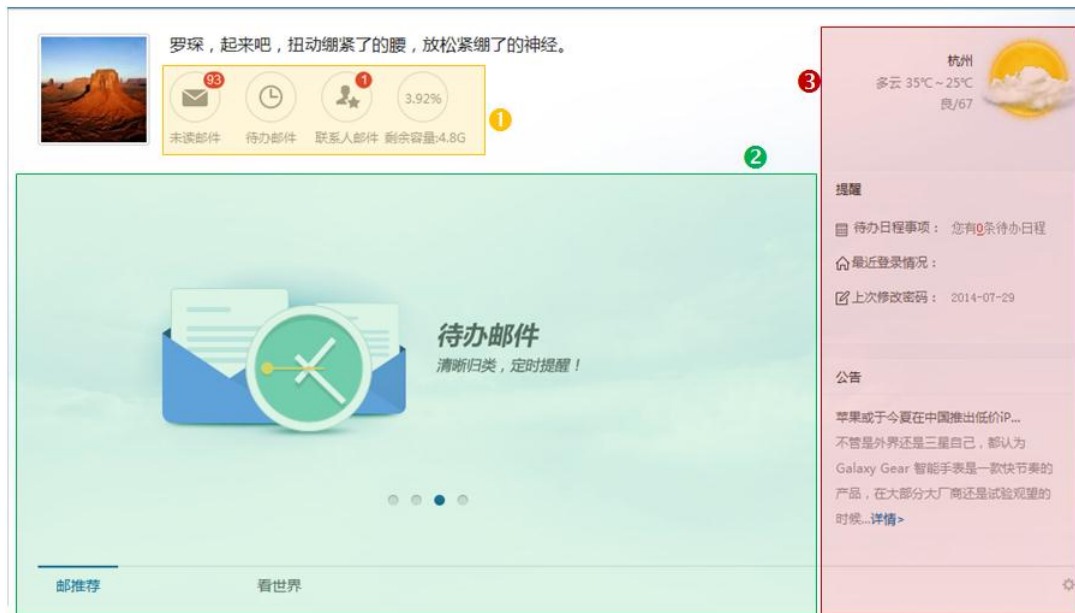 罗琛，起来吧，扭动绷紧了的腰，放松紧绷了的神经。
93
1
3.92%
未读邮件 待办邮件 联系人邮件 剩余容量:4.8G
1
2
待办邮件
清晰归类，定时提醒！
邮推荐 看世界
3
杭州
多云 35℃~25℃
良/67
提醒
待办日程事项： 您有0条待办日程
最近登录情况：
上次修改密码： 2014-07-29
公告
苹果或于今夏在中国推出低价iP...
不管是外界还是三星自己，都认为
Galaxy Gear 智能手表是一款快节奏的
产品，在大部分大厂商还是试验观望的
时候...详情>